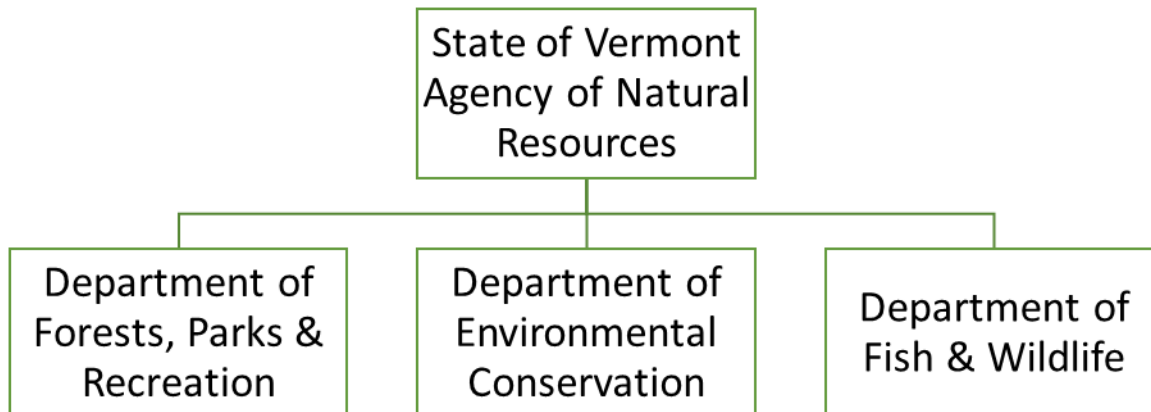 State of Vermont
Agency of Natural
Resources
Department of
Forests, Parks &
Recreation
Department of
Environmental
Conservation
Department of
Fish & Wildlife